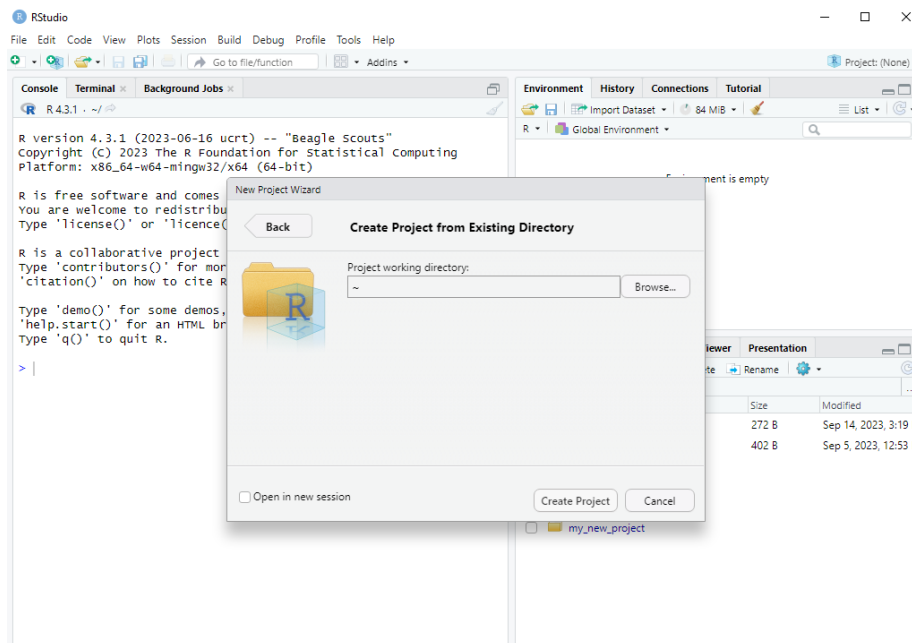 RStudio
File Edit Code View Plots Session Build Debug Profile Tools Help
Go to file/function Addins Project: (None)
Console Terminal Background Jobs
R 4.3.1 · ~/
R version 4.3.1 (2023-06-16 ucrt) -- "Beagle Scouts"
Copyright (C) 2023 The R Foundation for Statistical Computing
Platform: x86_64-w64-mingw32/x64 (64-bit)
R is free software and comes
You are welcome to redistribu
Type 'license()' or 'licence(
R is a collaborative project
Type 'contributors()' for mor
'citation()' on how to cite R
Type 'demo()' for some demos,
'help.start()' for an HTML br
Type 'q()' to quit R.
>
Environment History Connections Tutorial
Import Dataset 84 MiB List
R Global Environment
ment is empty
New Project Wizard
Back Create Project from Existing Directory
Project working directory:
~ Browse...
R
Open in new session Create Project Cancel
iewer Presentation
te Rename
Size Modified
272 B Sep 14, 2023, 3:19
402 B Sep 5, 2023, 12:53
my_new_project